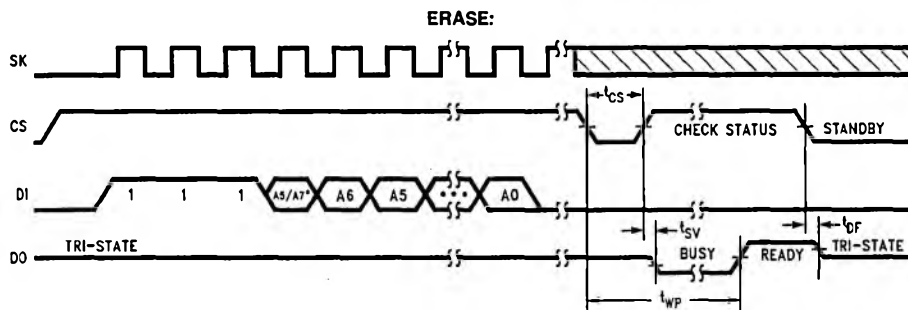 ERASE:
SK
tCS
CS
CHECK STATUS
STANDBY
DI
1 1 1 A5/A7* A6 A5 ••• A0
tSV
tDF
DO
TRI-STATE
BUSY
READY
TRI-STATE
tWP